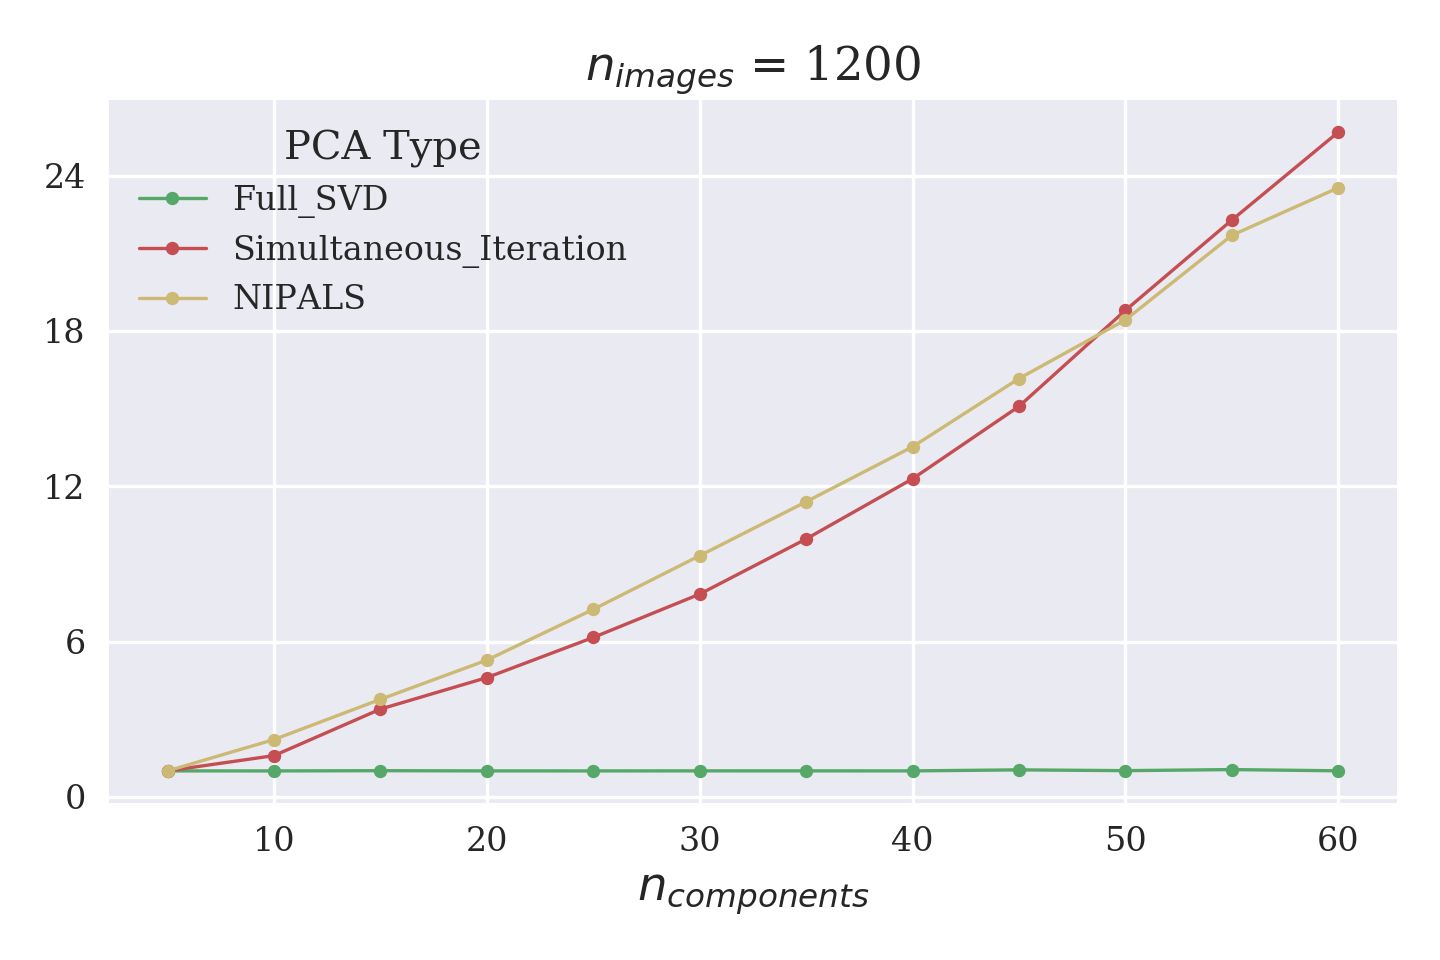 n_images = 1200
PCA Type
Full_SVD
Simultaneous_Iteration
NIPALS
24
18
12
6
0
10 20 30 40 50 60
n_components